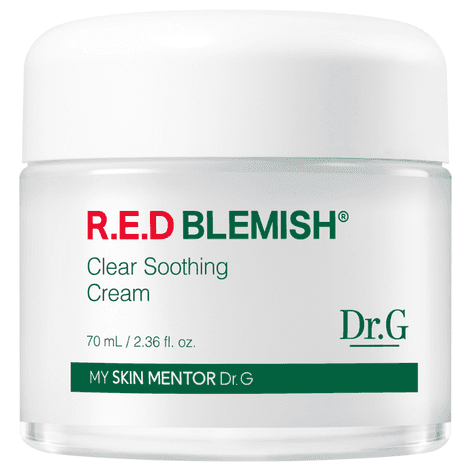 R.E.D BLEMISH®
Clear Soothing
Cream
70 mL / 2.36 fl. oz.
Dr.G
MY SKIN MENTOR Dr.G